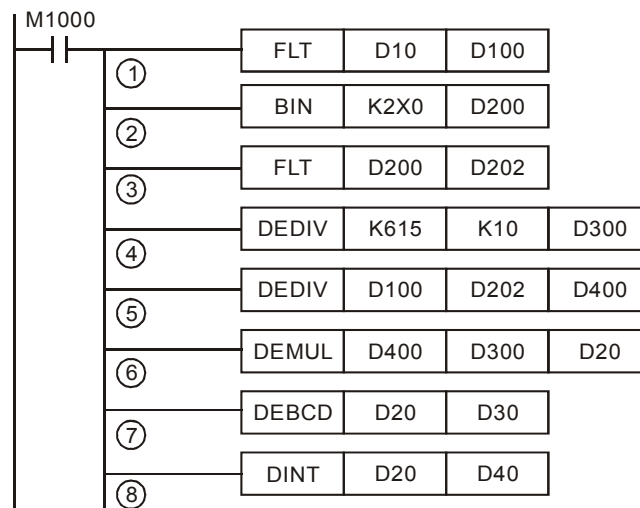 M1000
FLT D10 D100
①
BIN K2X0 D200
②
FLT D200 D202
③
DEDIV K615 K10 D300
④
DEDIV D100 D202 D400
⑤
DEMUL D400 D300 D20
⑥
DEBCD D20 D30
⑦
DINT D20 D40
⑧